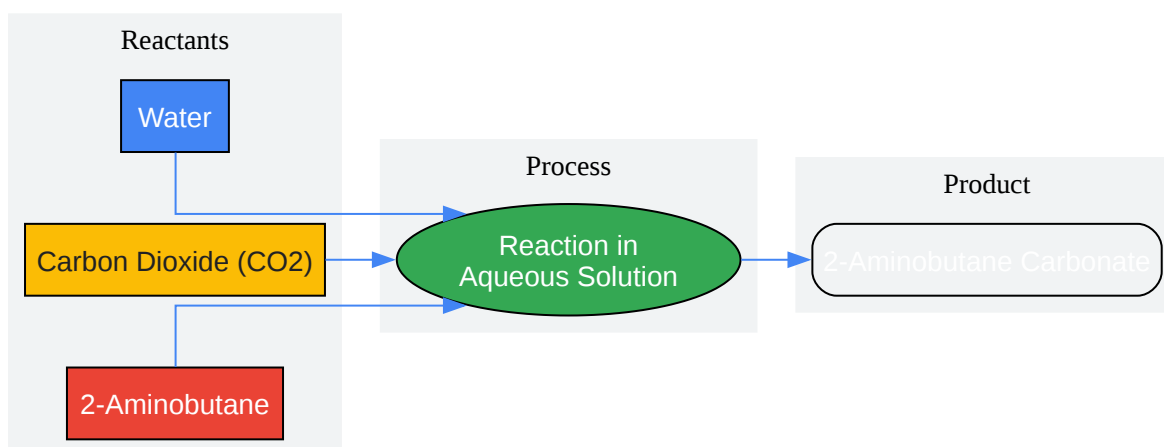 Reactants
Water
Carbon Dioxide (CO2)
2-Aminobutane
Process
Reaction in
Aqueous Solution
Product
2-Aminobutane Carbonate